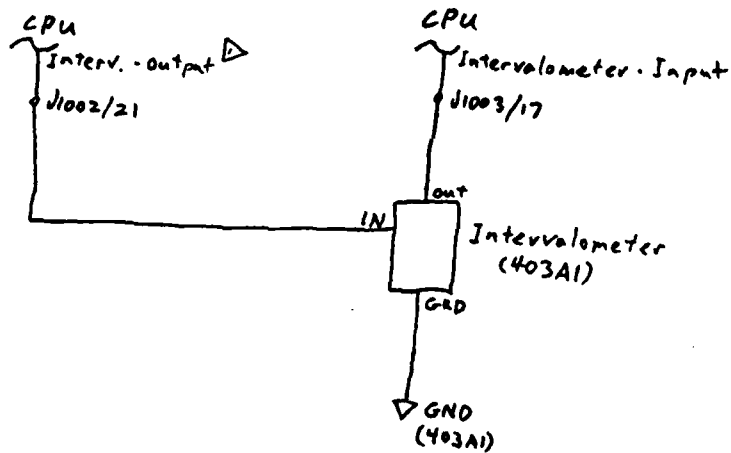 CPU
Interv. - output
J1002/21
CPU
Intervalometer - Input
J1003/17
out
IN
Intervalometer
(403A1)
GRD
GND
(403A1)